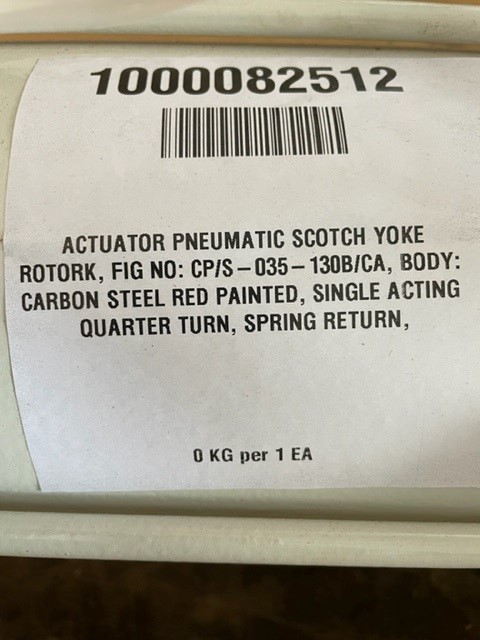 1000082512
ACTUATOR PNEUMATIC SCOTCH YOKE
ROTORK, FIG NO: CP/S-035-130B/CA, BODY:
CARBON STEEL RED PAINTED, SINGLE ACTING
QUARTER TURN, SPRING RETURN,
0 KG per 1 EA